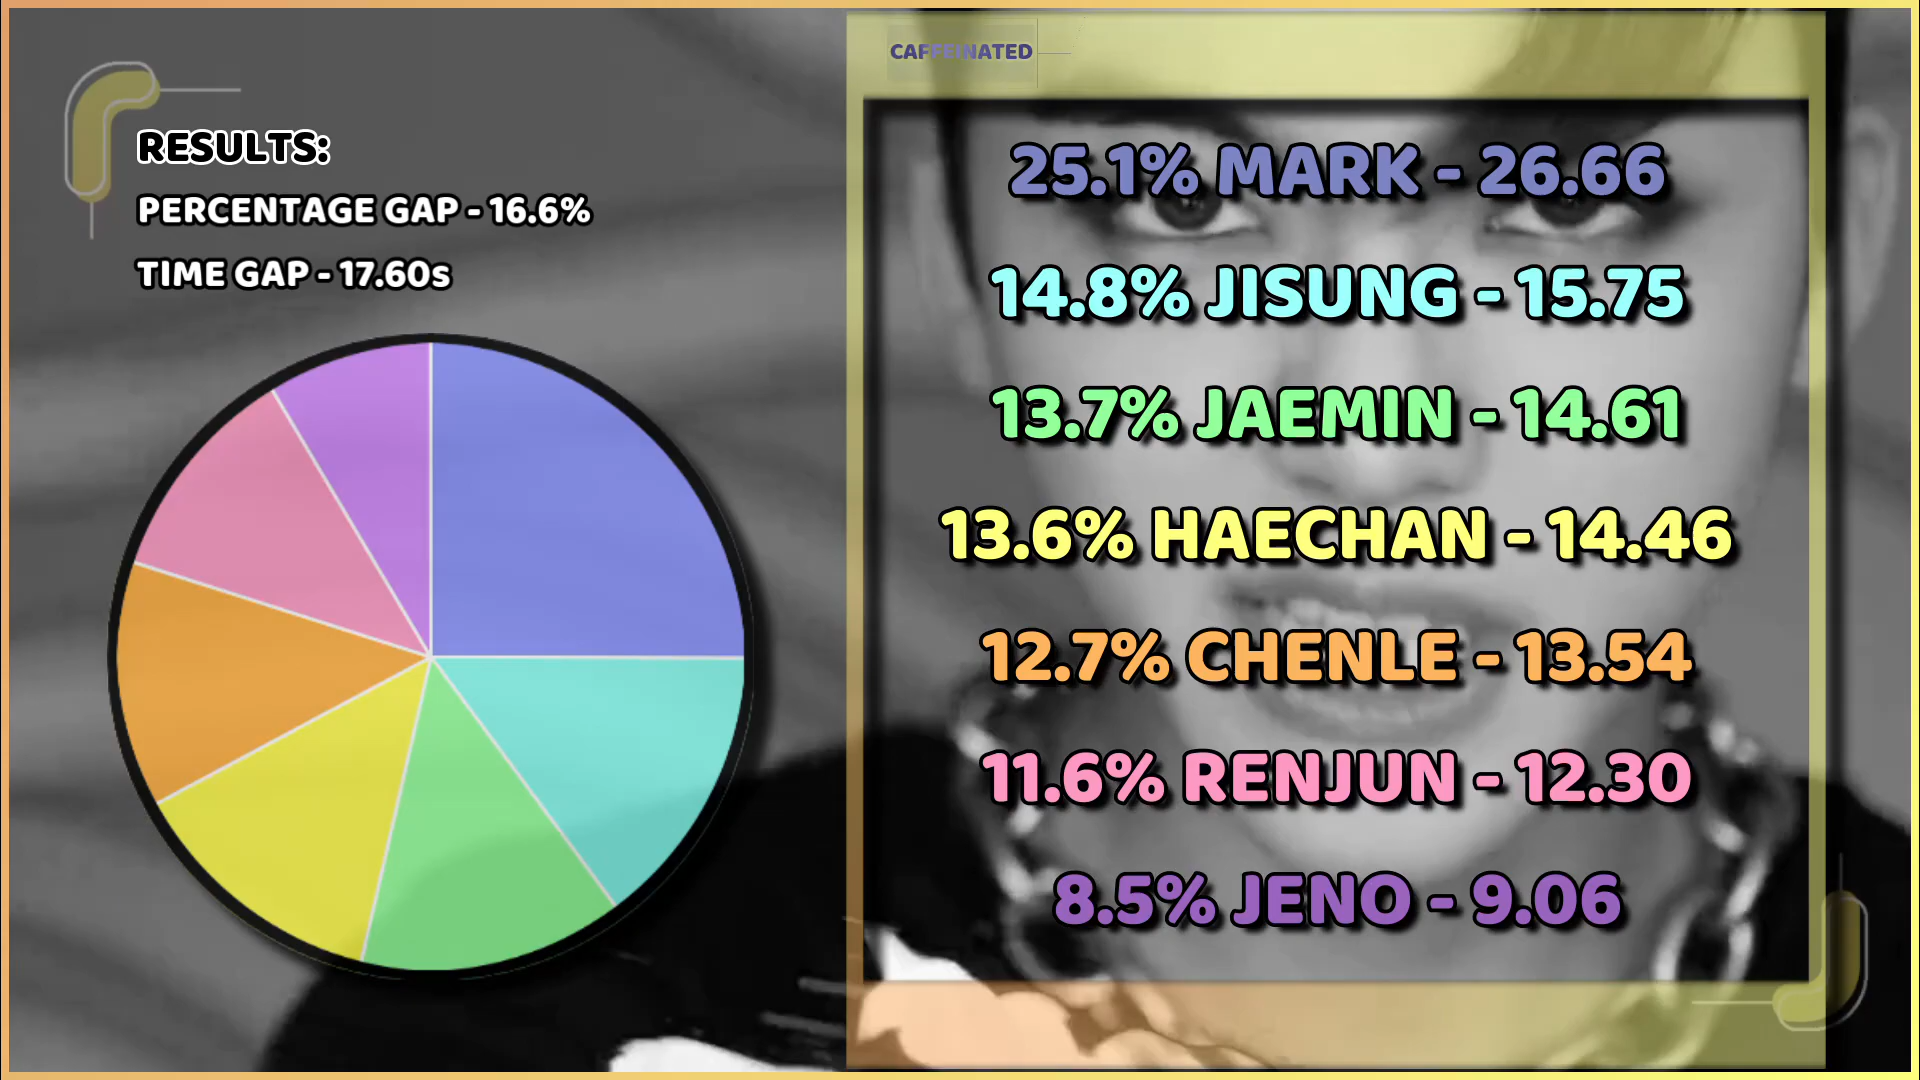 CAFFEINATED
RESULTS:
PERCENTAGE GAP - 16.6%
TIME GAP - 17.60s
25.1% MARK - 26.66
14.8% JISUNG - 15.75
13.7% JAEMIN - 14.61
13.6% HAECHAN - 14.46
12.7% CHENLE - 13.54
11.6% RENJUN - 12.30
8.5% JENO - 9.06